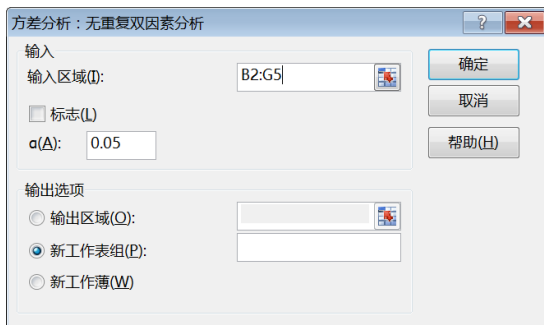 方差分析：无重复双因素分析
输入
输入区域(I):
B2:G5
标志(L)
α(A):
0.05
确定
取消
帮助(H)
输出选项
输出区域(O):
新工作表组(P):
新工作薄(W)